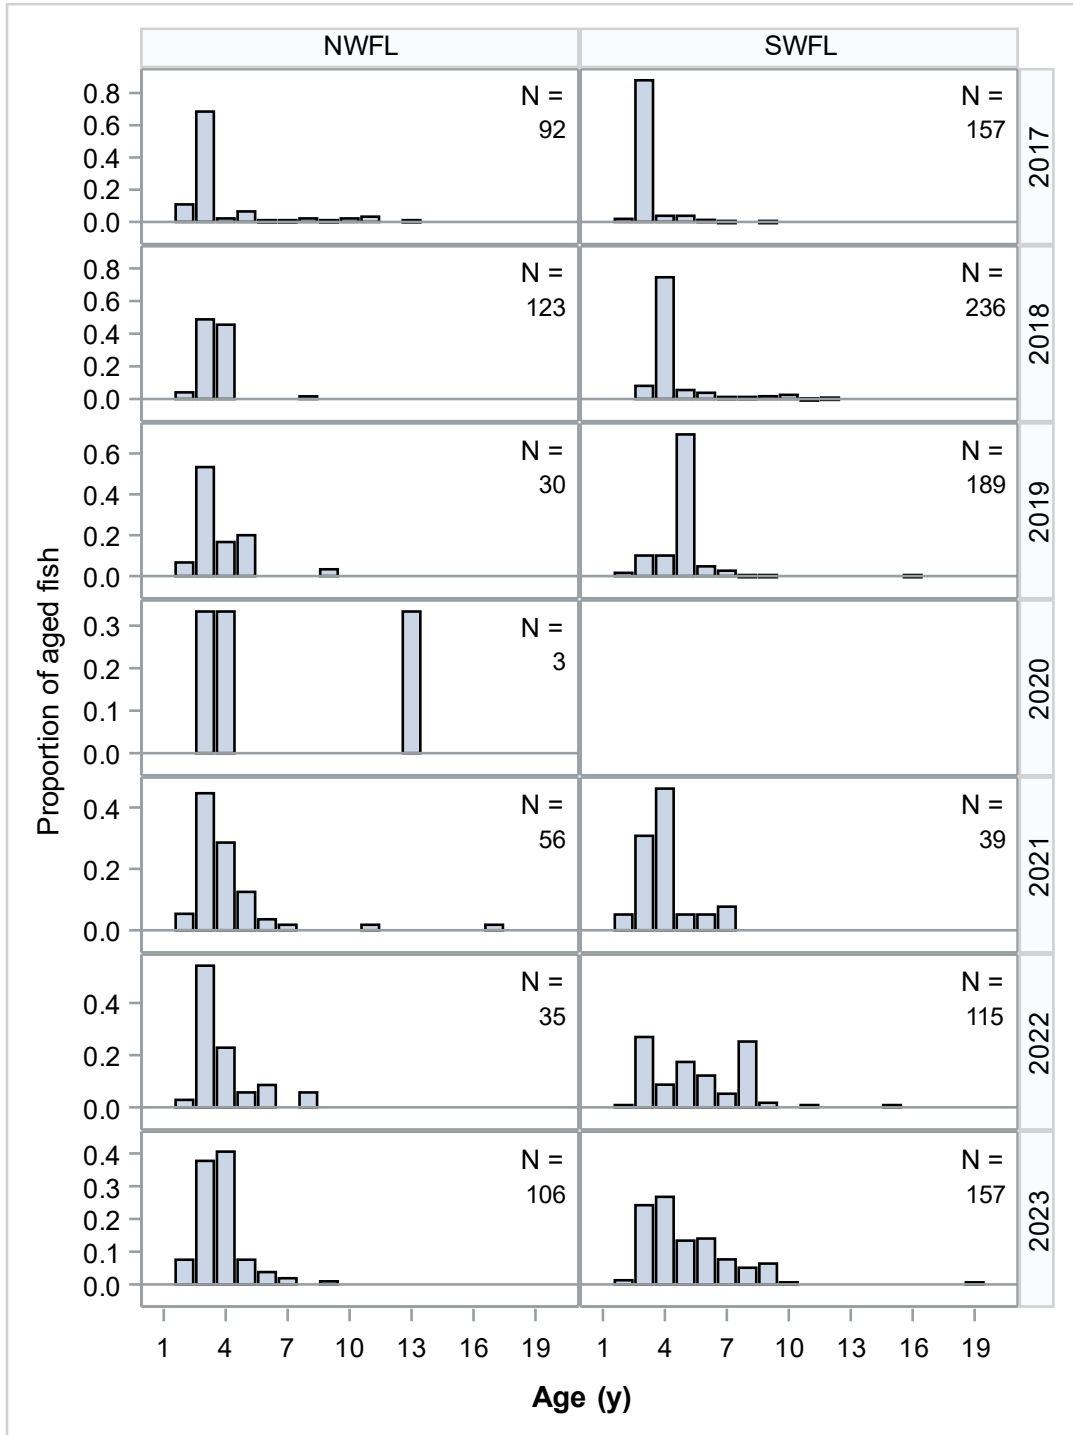 NWFL SWFL
0.8 N = N =
0.6 92 157
0.4
0.2
0.0
2017
0.8 N = N =
0.6 123 236
0.4
0.2
0.0
2018
0.6 N = N =
0.4 30 189
0.2
0.0
2019
0.3 N =
0.2 3
0.1
0.0
2020
Proportion of aged fish
0.4 N = N =
0.2 56 39
0.0
2021
0.4 N = N =
0.2 35 115
0.0
2022
0.4 N = N =
0.3 106 157
0.2
0.1
0.0
2023
1 4 7 10 13 16 19 1 4 7 10 13 16 19
Age (y)